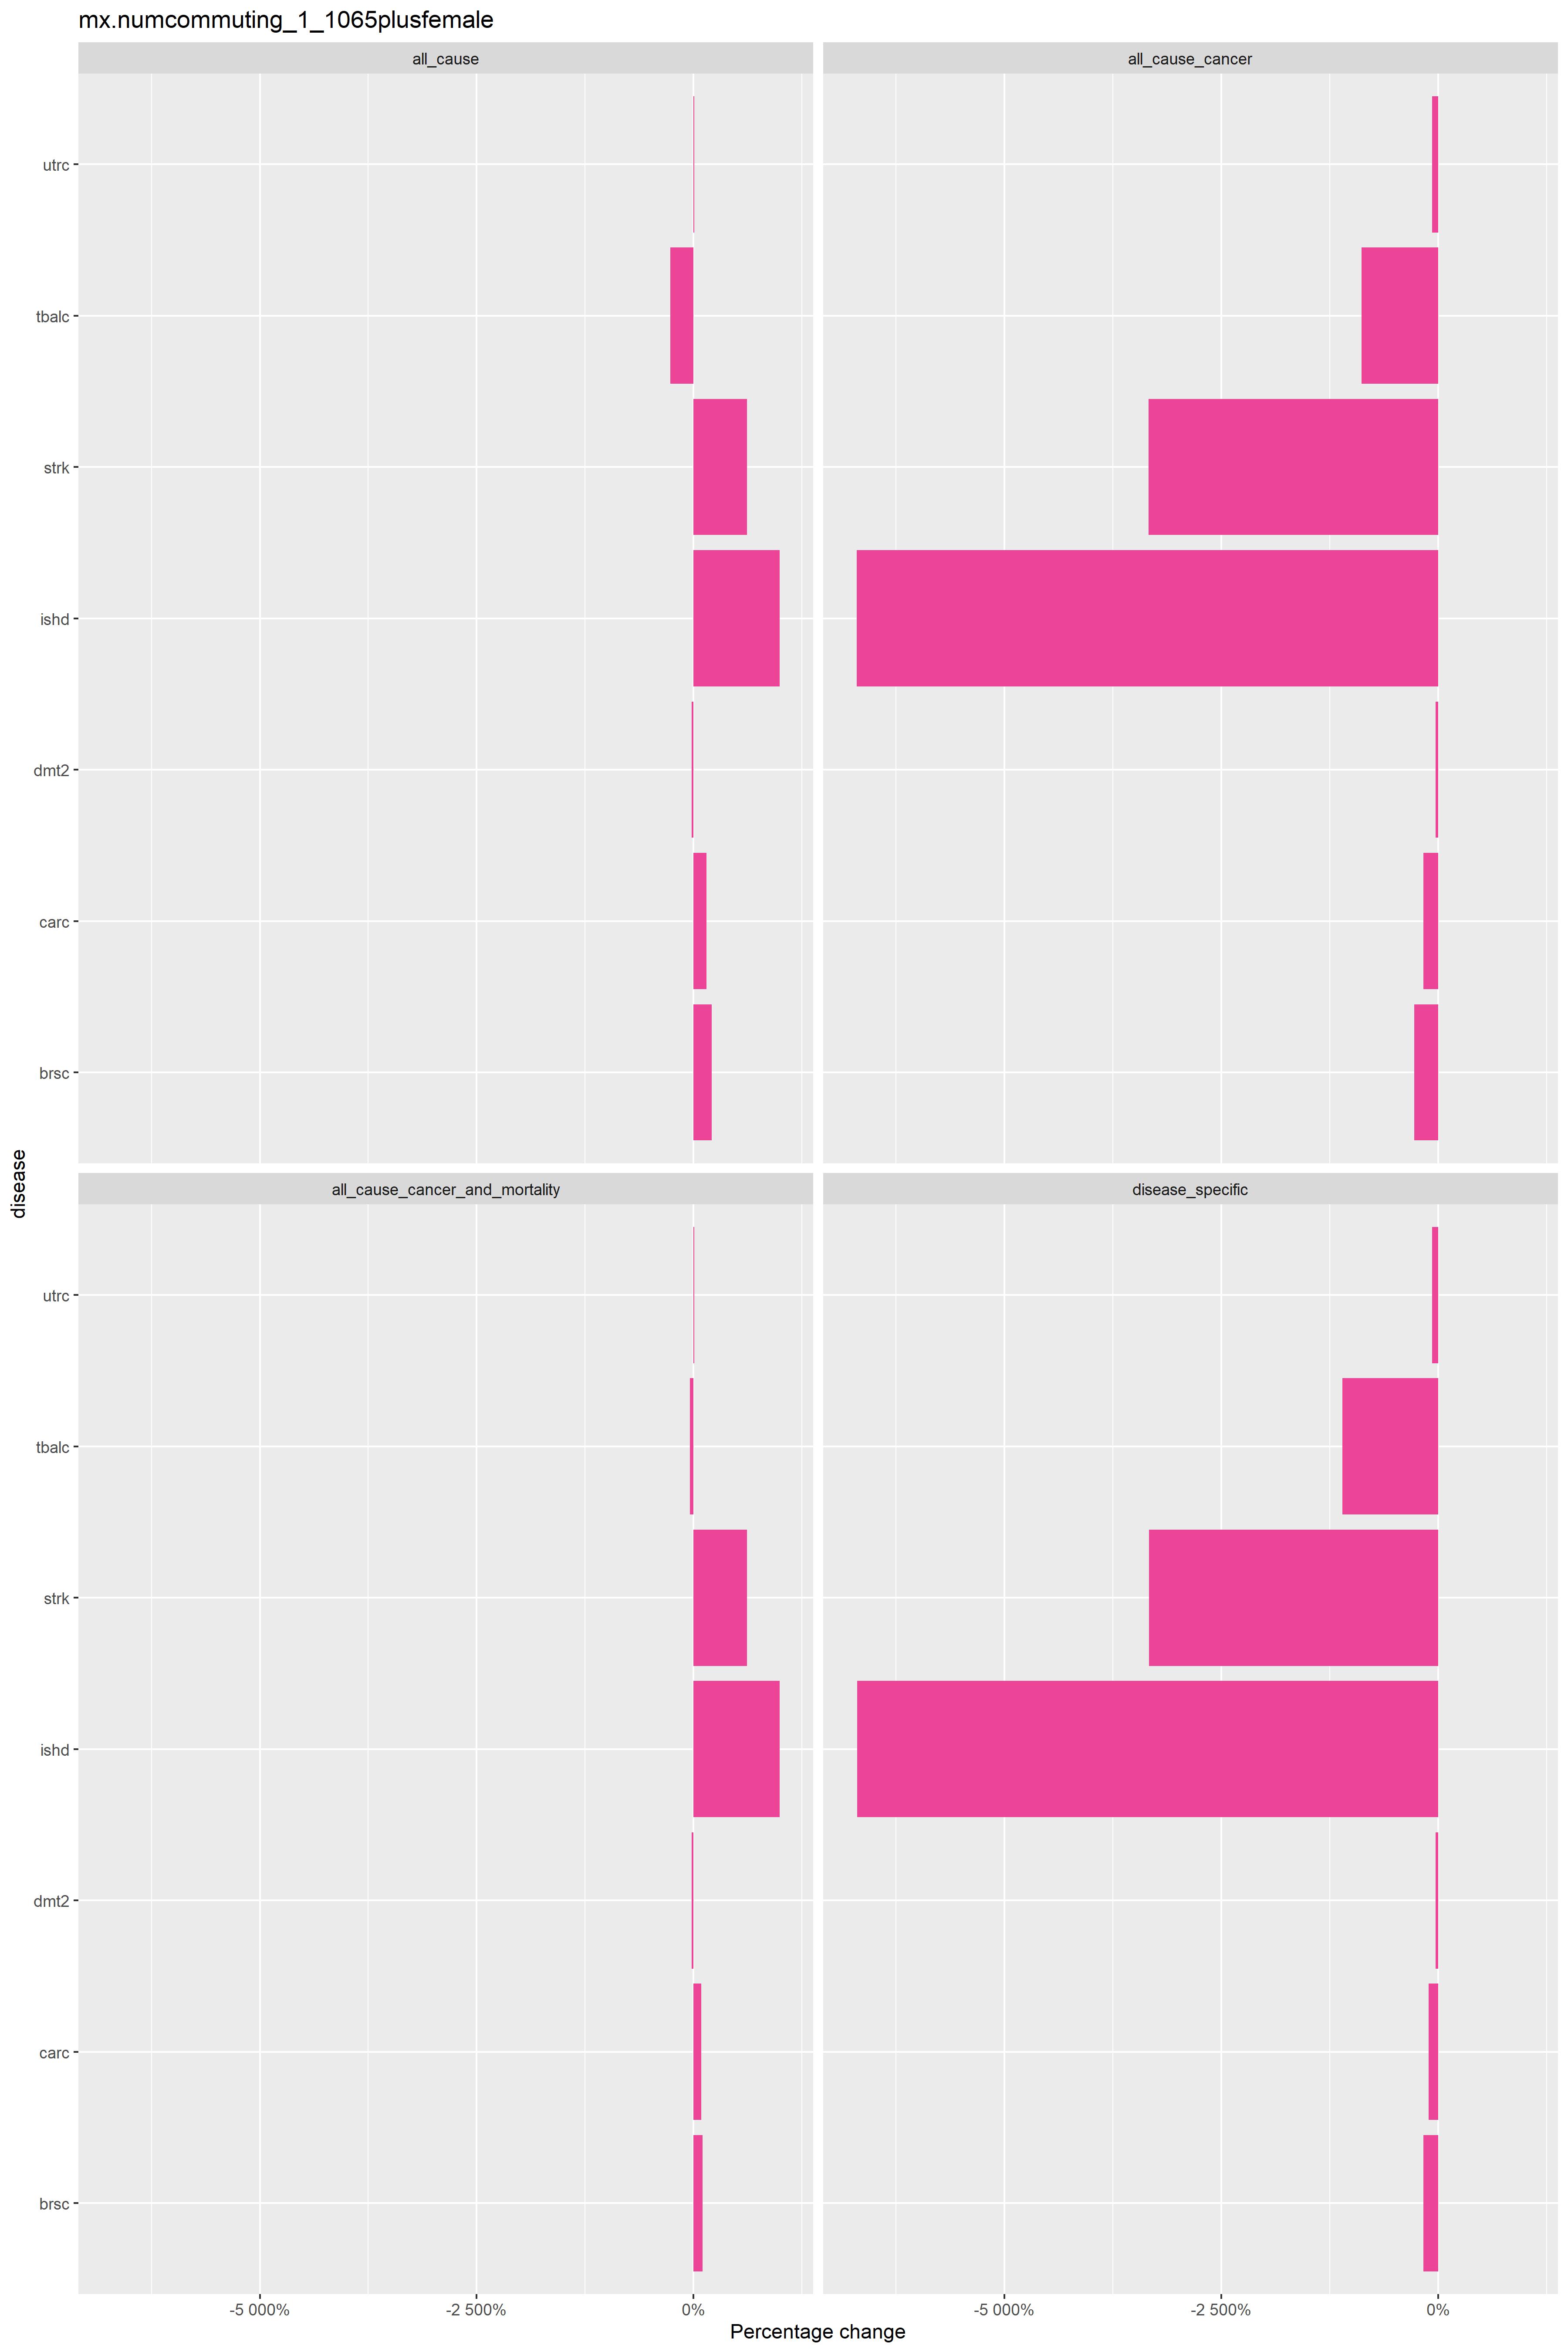 mx.numcommuting_1_1065plusfemale
all_cause
all_cause_cancer
utrc
tbalc
strk
ishd
dmt2
carc
brsc
disease
all_cause_cancer_and_mortality
disease_specific
utrc
tbalc
strk
ishd
dmt2
carc
brsc
-5 000%
-2 500%
0%
-5 000%
-2 500%
0%
Percentage change